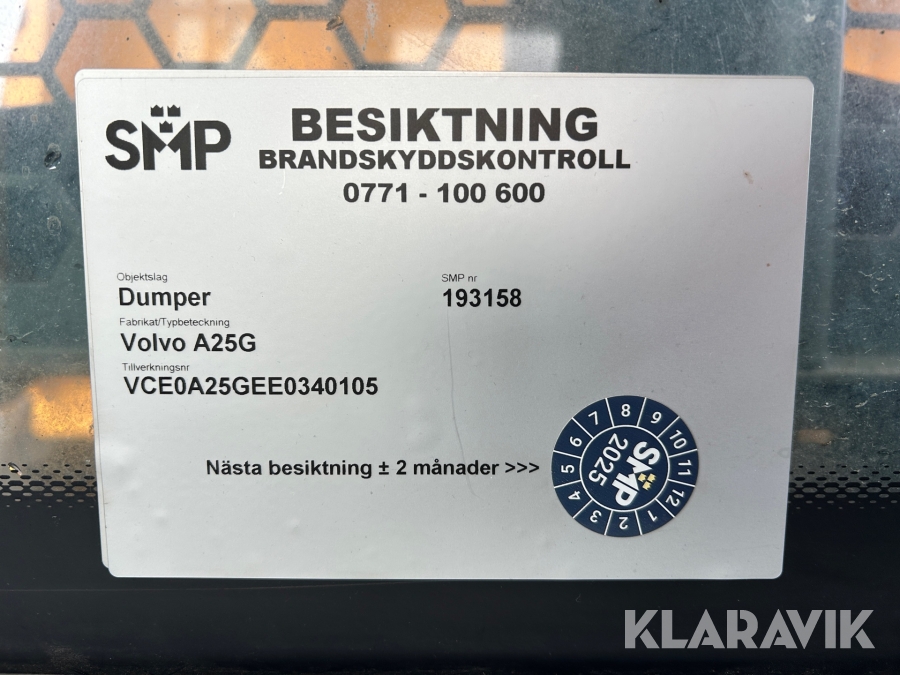 SMP
BESIKTNING
BRANDSKYDDSKONTROLL
0771 - 100 600
Objektslag
Dumper
SMP nr
193158
Fabrikat/Typbeteckning
Volvo A25G
Tillverkningsnr
VCE0A25GEE0340105
Nästa besiktning ± 2 månader >>>
1 2 3 4 5 6 7 8 9 10 11 12
SMP
2025
KLARAVIK